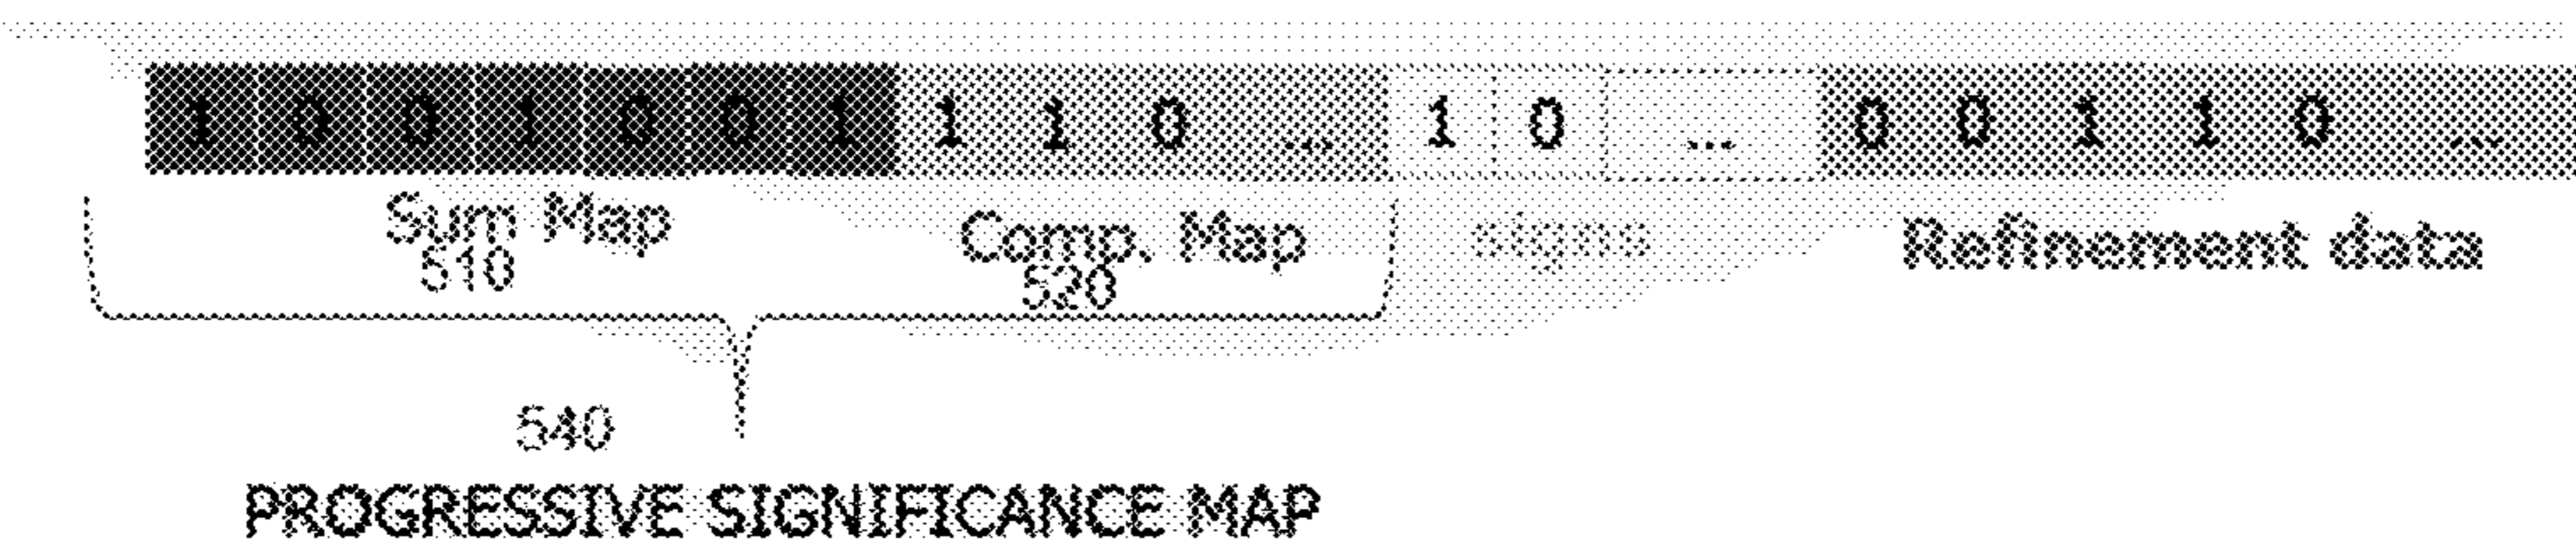 1 0 0 1 0 0 1 1 1 0 ... 1 0 ... 0 0 1 1 0 ...
Sum Map
510
Comp. Map
520
signs
Refinement data
540
PROGRESSIVE SIGNIFICANCE MAP